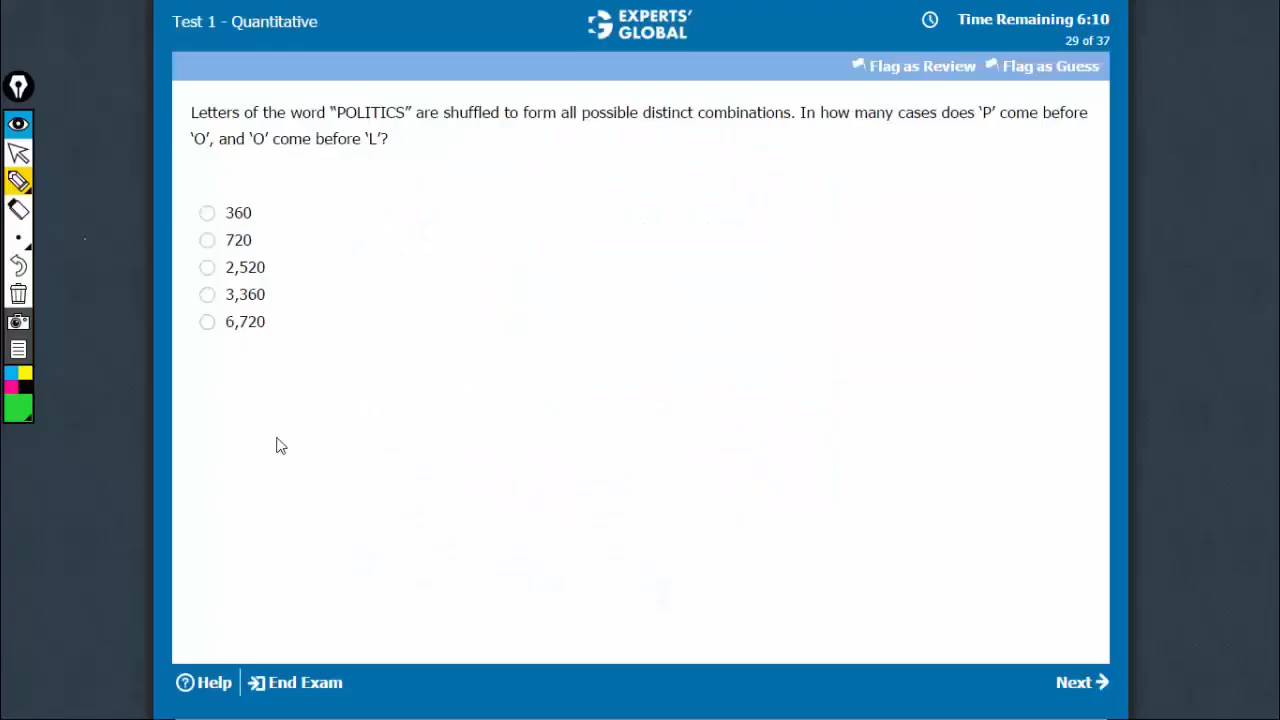 Test 1 - Quantitative
EXPERTS’
GLOBAL
Time Remaining 6:10
29 of 37
Flag as Review
Flag as Guess
Letters of the word “POLITICS” are shuffled to form all possible distinct combinations. In how many cases does ‘P’ come before
‘O’, and ‘O’ come before ‘L’?
360
720
2,520
3,360
6,720
Help
End Exam
Next